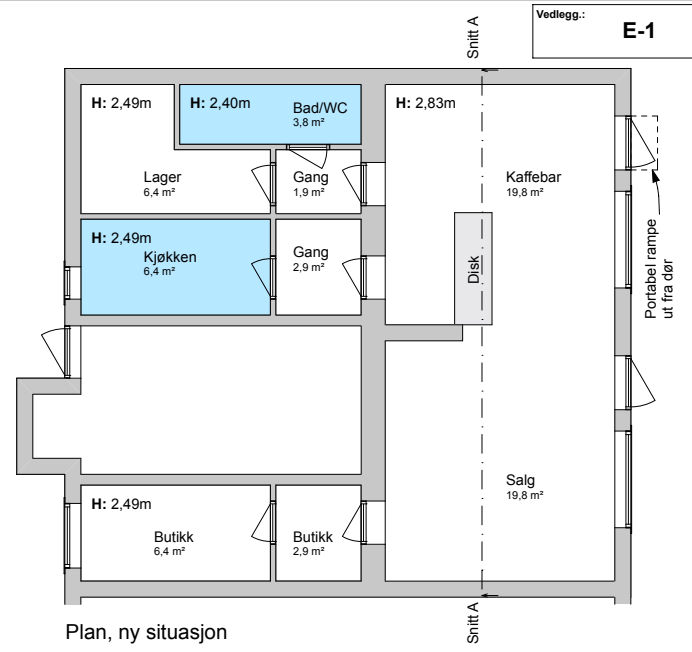 Vedlegg.:
E-1
Snitt A
H: 2,49m
H: 2,40m
Bad/WC
3,8 m²
H: 2,83m
Lager
6,4 m²
Gang
1,9 m²
Kaffebar
19,8 m²
H: 2,49m
Kjøkken
6,4 m²
Gang
2,9 m²
Disk
Portabel rampe
ut fra dør
H: 2,49m
Butikk
6,4 m²
Butikk
2,9 m²
Salg
19,8 m²
Snitt A
Plan, ny situasjon